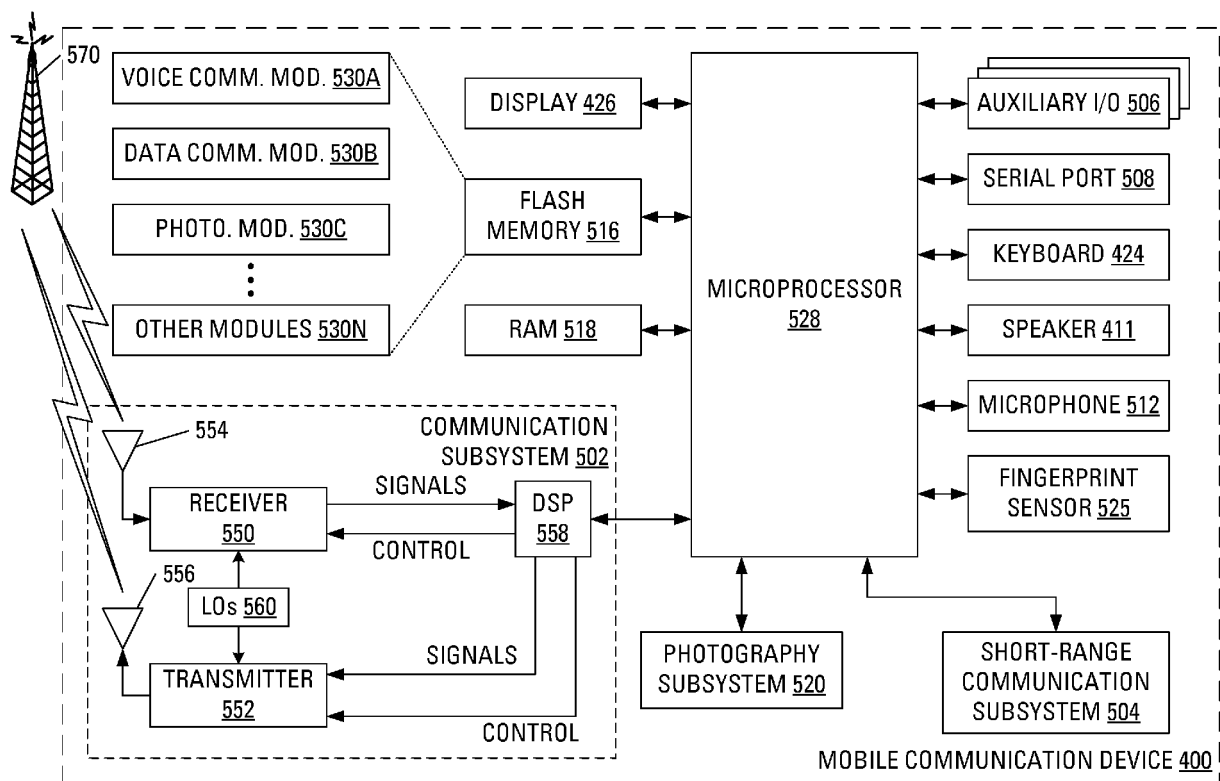 570
VOICE COMM. MOD. 530A
DATA COMM. MOD. 530B
PHOTO. MOD. 530C
OTHER MODULES 530N
DISPLAY 426
FLASH
MEMORY 516
RAM 518
MICROPROCESSOR
528
AUXILIARY I/O 506
SERIAL PORT 508
KEYBOARD 424
SPEAKER 411
MICROPHONE 512
FINGERPRINT
SENSOR 525
554
COMMUNICATION
SUBSYSTEM 502
RECEIVER
550
SIGNALS
CONTROL
DSP
558
556
LOs 560
TRANSMITTER
552
SIGNALS
CONTROL
PHOTOGRAPHY
SUBSYSTEM 520
SHORT-RANGE
COMMUNICATION
SUBSYSTEM 504
MOBILE COMMUNICATION DEVICE 400